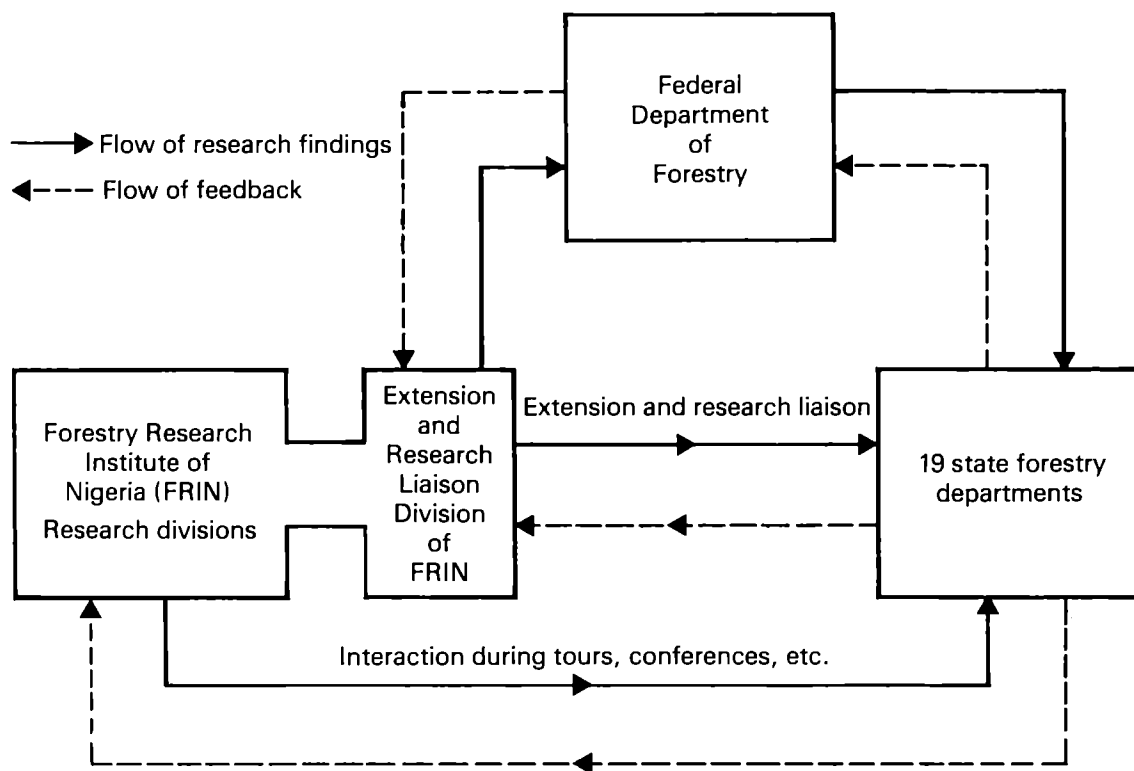 Federal
Department
of
Forestry
Flow of research findings
Flow of feedback
Forestry Research
Institute of
Nigeria (FRIN)
Research divisions
Extension
and
Research
Liaison
Division
of
FRIN
Extension and research liaison
19 state forestry
departments
Interaction during tours, conferences, etc.